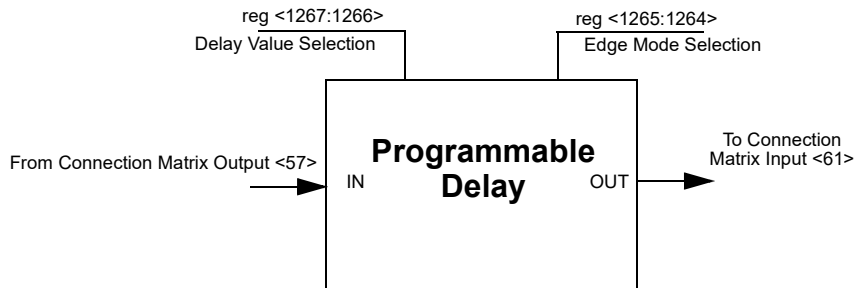 reg <1267:1266>
Delay Value Selection
reg <1265:1264>
Edge Mode Selection
From Connection Matrix Output <57>
IN
Programmable
Delay
OUT
To Connection
Matrix Input <61>